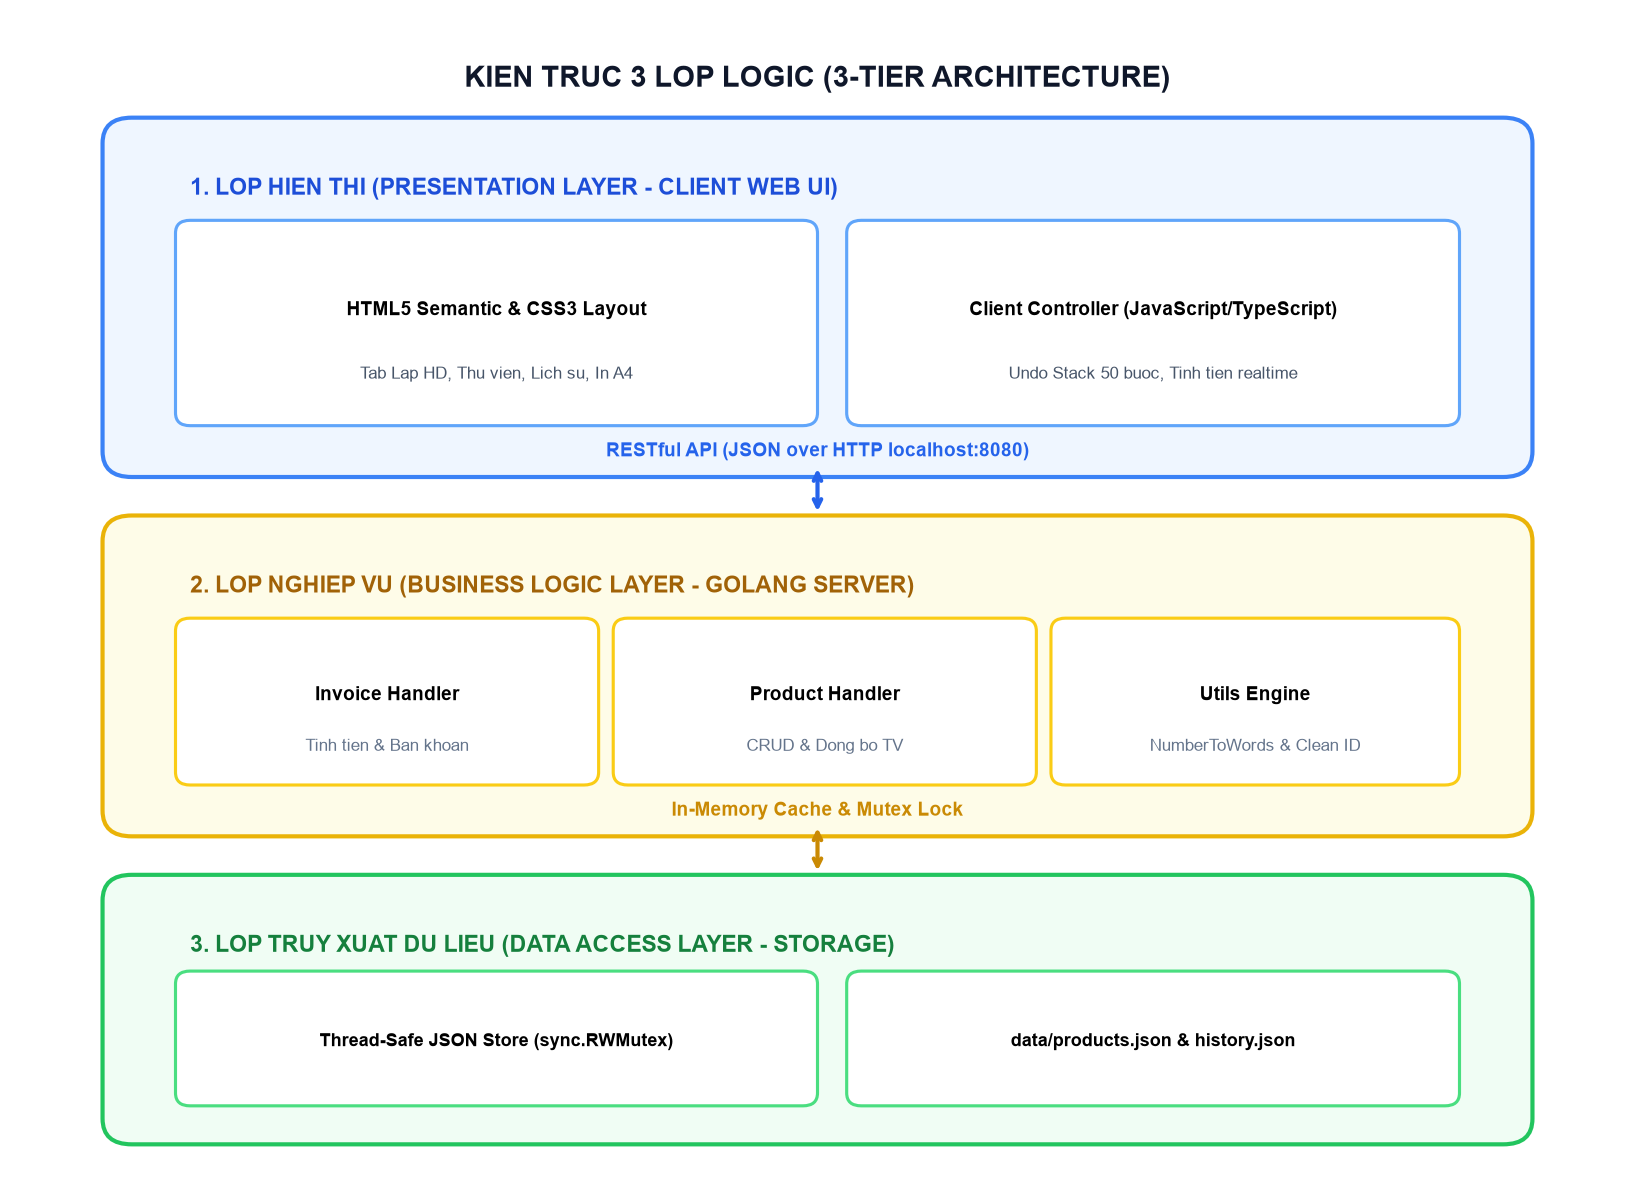 KIEN TRUC 3 LOP LOGIC (3-TIER ARCHITECTURE)
1. LOP HIEN THI (PRESENTATION LAYER - CLIENT WEB UI)
HTML5 Semantic & CSS3 Layout
Tab Lap HD, Thu vien, Lich su, In A4
Client Controller (JavaScript/TypeScript)
Undo Stack 50 buoc, Tinh tien realtime
RESTful API (JSON over HTTP localhost:8080)
2. LOP NGHIEP VU (BUSINESS LOGIC LAYER - GOLANG SERVER)
Invoice Handler
Tinh tien & Ban khoan
Product Handler
CRUD & Dong bo TV
Utils Engine
NumberToWords & Clean ID
In-Memory Cache & Mutex Lock
3. LOP TRUY XUAT DU LIEU (DATA ACCESS LAYER - STORAGE)
Thread-Safe JSON Store (sync.RWMutex)
data/products.json & history.json